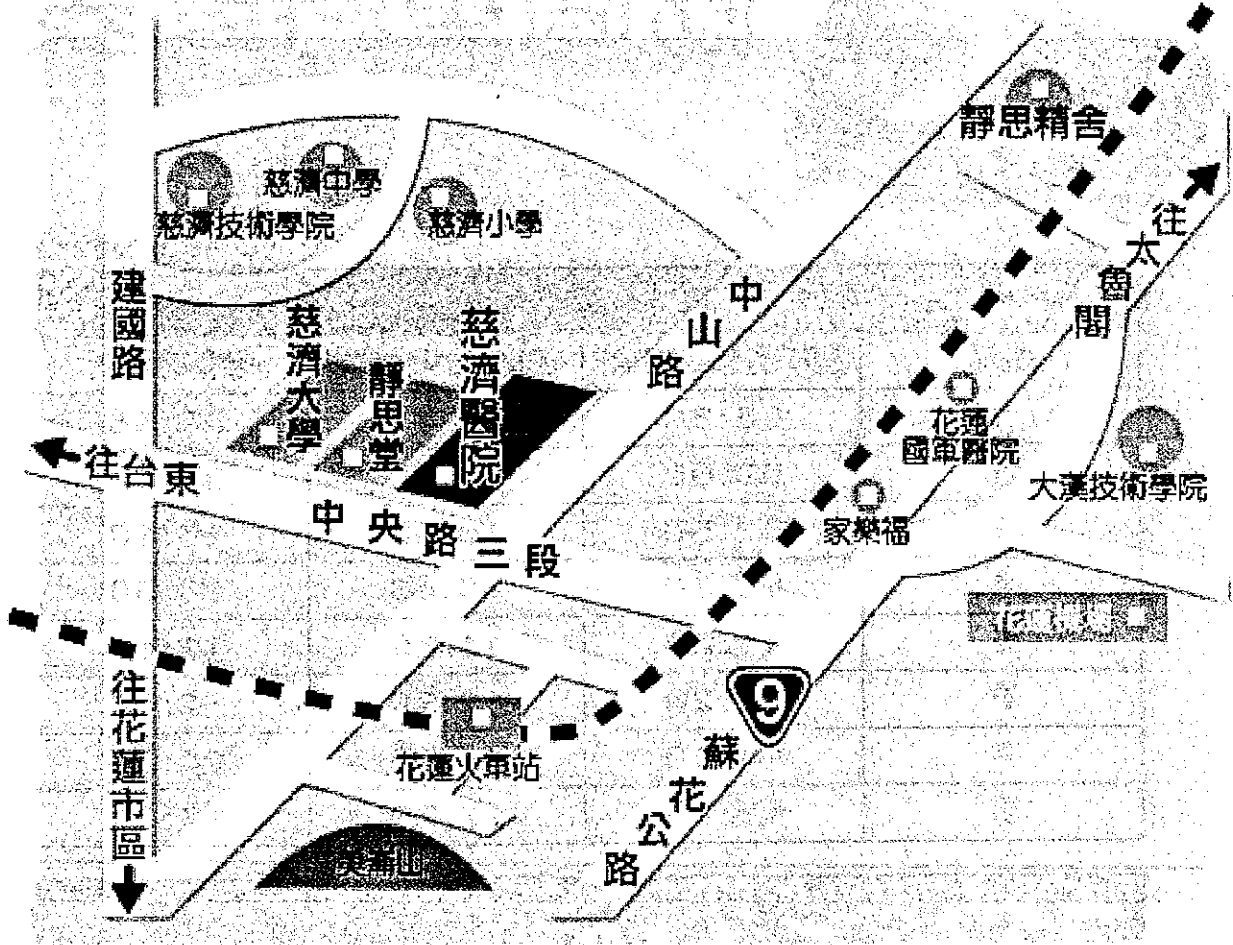 靜思精舍
往太魯閣
慈濟中學
慈濟技術學院
慈濟小學
建國路
中山路
慈濟大學
靜思堂
慈濟醫院
花蓮
國軍醫院
大漢技術學院
家樂福
往台東
中央路三段
花蓮機場
9
往花蓮市區
花蓮火車站
蘇花公路
美崙山